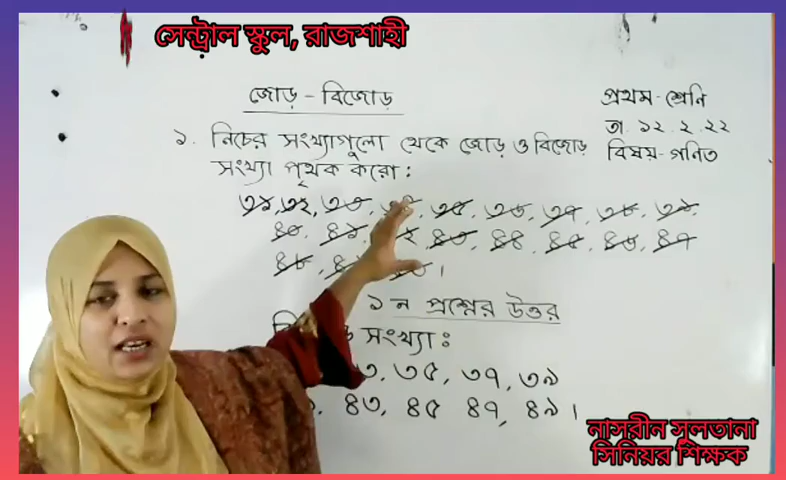 সেন্ট্রাল স্কুল, রাজশাহী
জোড় - বিজোড়
প্রথম - শ্রেনি
তা. ১২. ২. ২২
বিষয় - গনিত
১. নিচের সংখ্যাগুলো থেকে জোড় ও বিজোড়
সংখ্যা পৃথক করো:
৩১, ৩২, ৩৩, ৩৫, ৩৬, ৩৭, ৩৮, ৩৯,
৪০, ৪১, ৪৩, ৪৪, ৪৫, ৪৬, ৪৭
৪৮,
১ ন প্রশ্নের উত্তর
সংখ্যা ঃ
৩৫, ৩৭, ৩৯
৪৩, ৪৫ ৪৭, ৪৯।
নাসরীন সুলতানা
সিনিয়র শিক্ষক